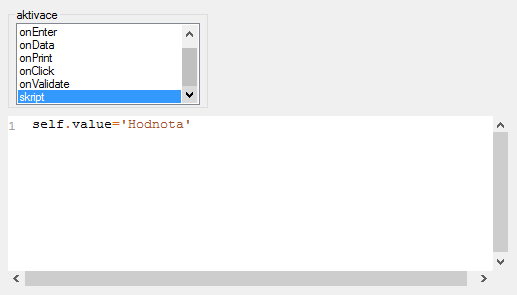 aktivace
onEnter
onData
onPrint
onClick
onValidate
skript
1 self.value='Hodnota'